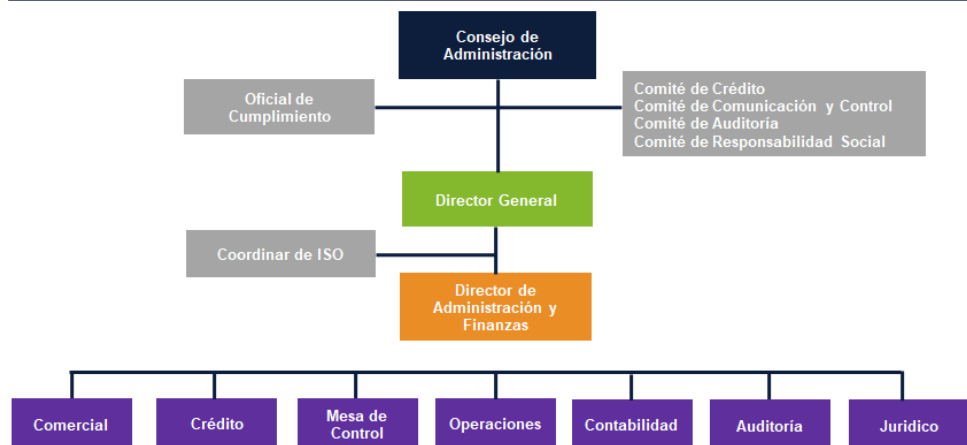 Consejo de
Administración
Oficial de
Cumplimiento
Comité de Crédito
Comité de Comunicación y Control
Comité de Auditoría
Comité de Responsabilidad Social
Director General
Coordinar de ISO
Director de
Administración y
Finanzas
Comercial
Crédito
Mesa de
Control
Operaciones
Contabilidad
Auditoría
Juridico